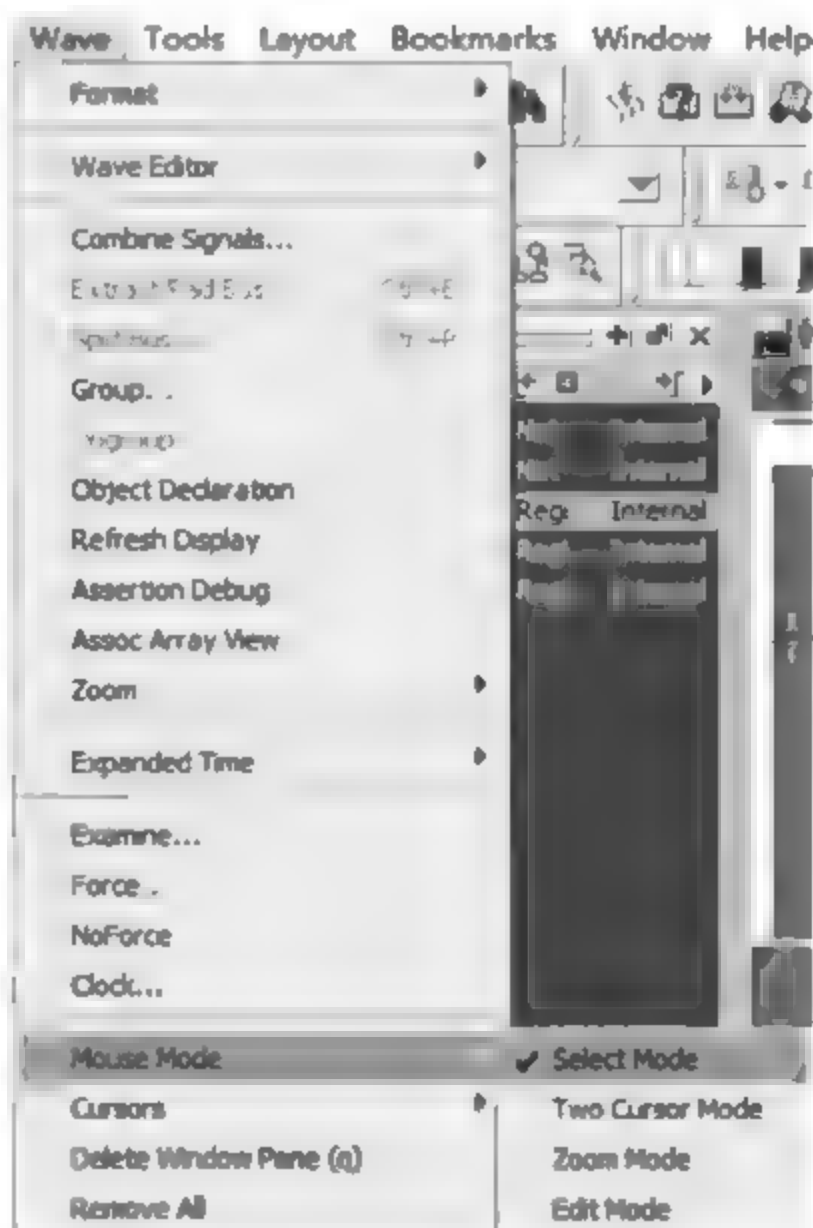 Wave Tools Layout Bookmarks Window Help
Format
Wave Editor
Combine Signals...
Group...
Object Declaration
Reg Internal
Refresh Display
Assertion Debug
Assoc Array View
Zoom
Expanded Time
Examine...
Force...
NoForce
Clock...
Mouse Mode ✔ Select Mode
Cursors Two Cursor Mode
Delete Window Pane (q) Zoom Mode
Remove All Edit Mode